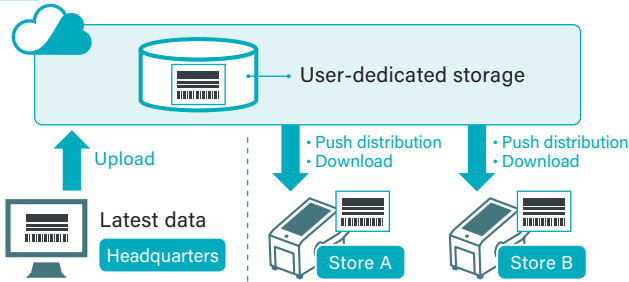 User-dedicated storage
Upload
• Push distribution
• Download
• Push distribution
• Download
Latest data
Headquarters
Store A
Store B